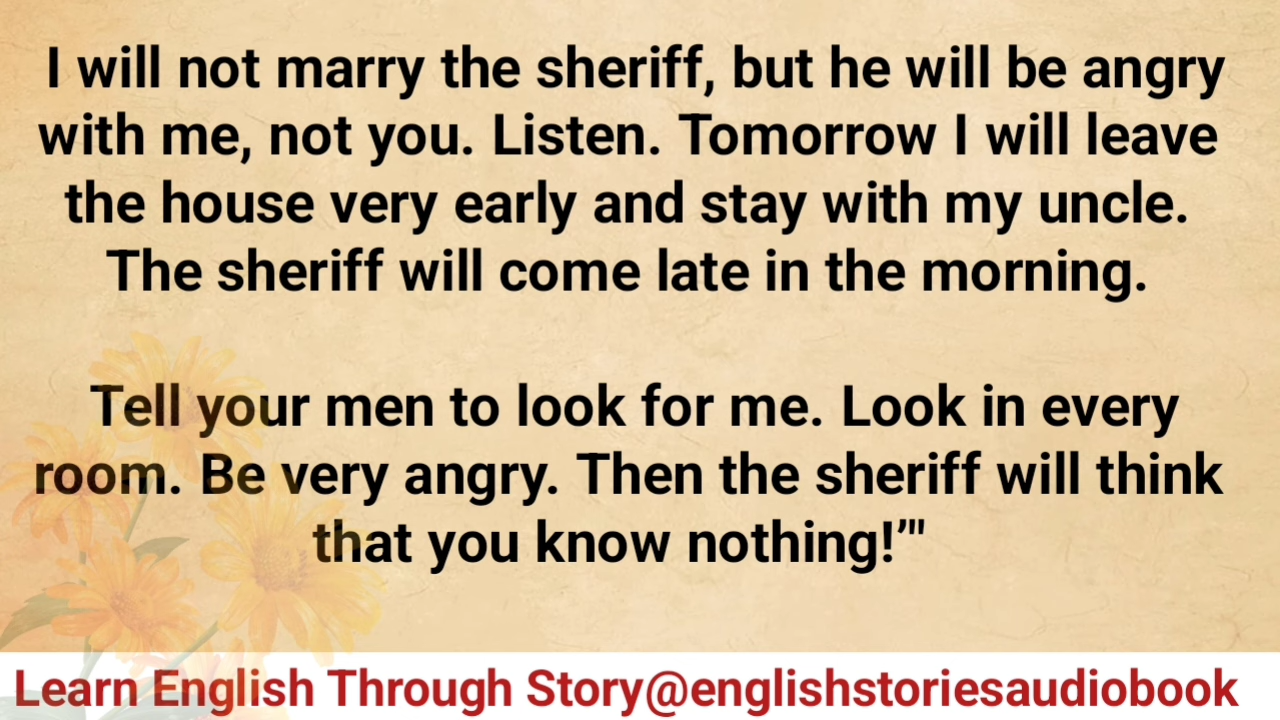 I will not marry the sheriff, but he will be angry
with me, not you. Listen. Tomorrow I will leave
the house very early and stay with my uncle.
The sheriff will come late in the morning.
Tell your men to look for me. Look in every
room. Be very angry. Then the sheriff will think
that you know nothing!’"
Learn English Through Story@englishstoriesaudiobook